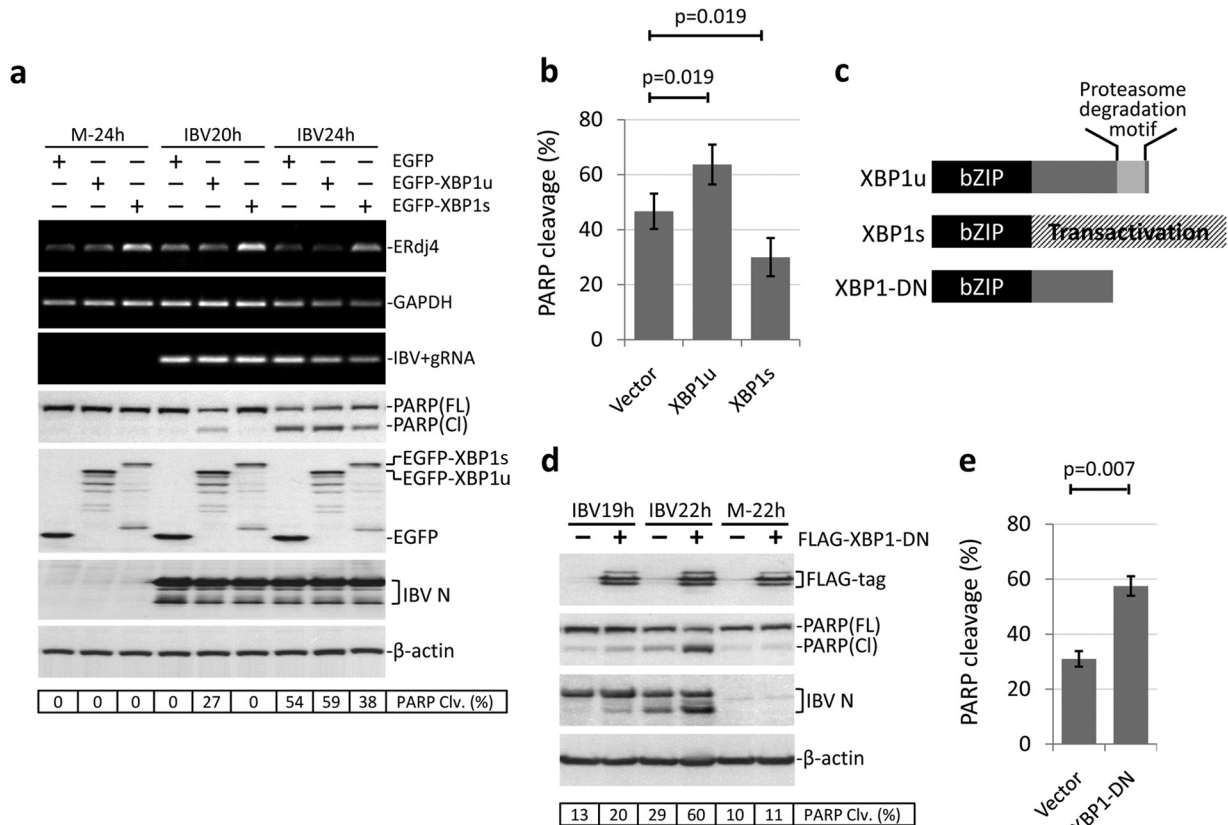 a
M-24h IBV20h IBV24h
+ − − + − − + − − EGFP
− + − − + − − + − EGFP-XBP1u
− − + − − + − − + EGFP-XBP1s
-ERdj4
-GAPDH
-IBV+gRNA
-PARP(FL)
-PARP(Cl)
EGFP-XBP1s
EGFP-XBP1u
-EGFP
IBV N
-β-actin
0 0 0 0 27 0 54 59 38 PARP Clv. (%)
b
p=0.019
p=0.019
PARP cleavage (%)
80
60
40
20
0
Vector
XBP1u
XBP1s
c
Proteasome
degradation
motif
XBP1u bZIP
XBP1s bZIP Transactivation
XBP1-DN bZIP
d
IBV19h IBV22h M-22h
− + − + − + FLAG-XBP1-DN
FLAG-tag
-PARP(FL)
-PARP(Cl)
IBV N
-β-actin
13 20 29 60 10 11 PARP Clv. (%)
e
p=0.007
PARP cleavage (%)
80
60
40
20
0
Vector
XBP1-DN